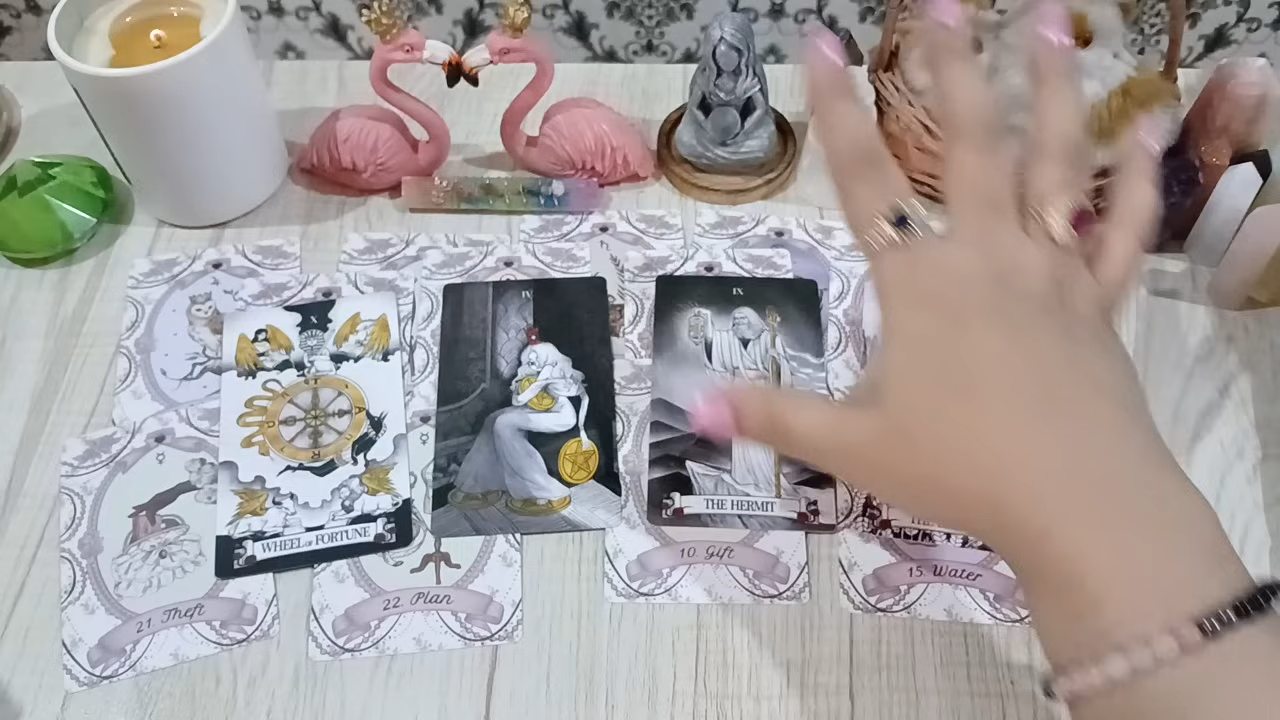 X
IV
IX
WHEEL OF FORTUNE
THE HERMIT
21. Theft
22. Plan
10. Gift
15. Water